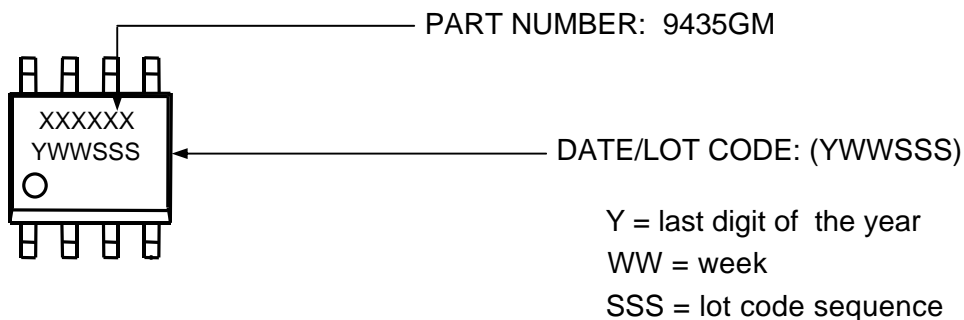 PART NUMBER: 9435GM
XXXXXX
YWWSSS
DATE/LOT CODE: (YWWSSS)
Y = last digit of the year
WW = week
SSS = lot code sequence